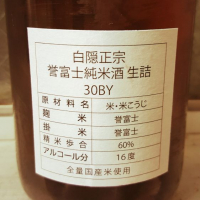 白隠正宗
誉富士純米酒 生詰
30BY
原材料名 米・米こうじ
麹米 誉富士
掛米 誉富士
精米歩合 60%
アルコール分 16度
全量国産米使用